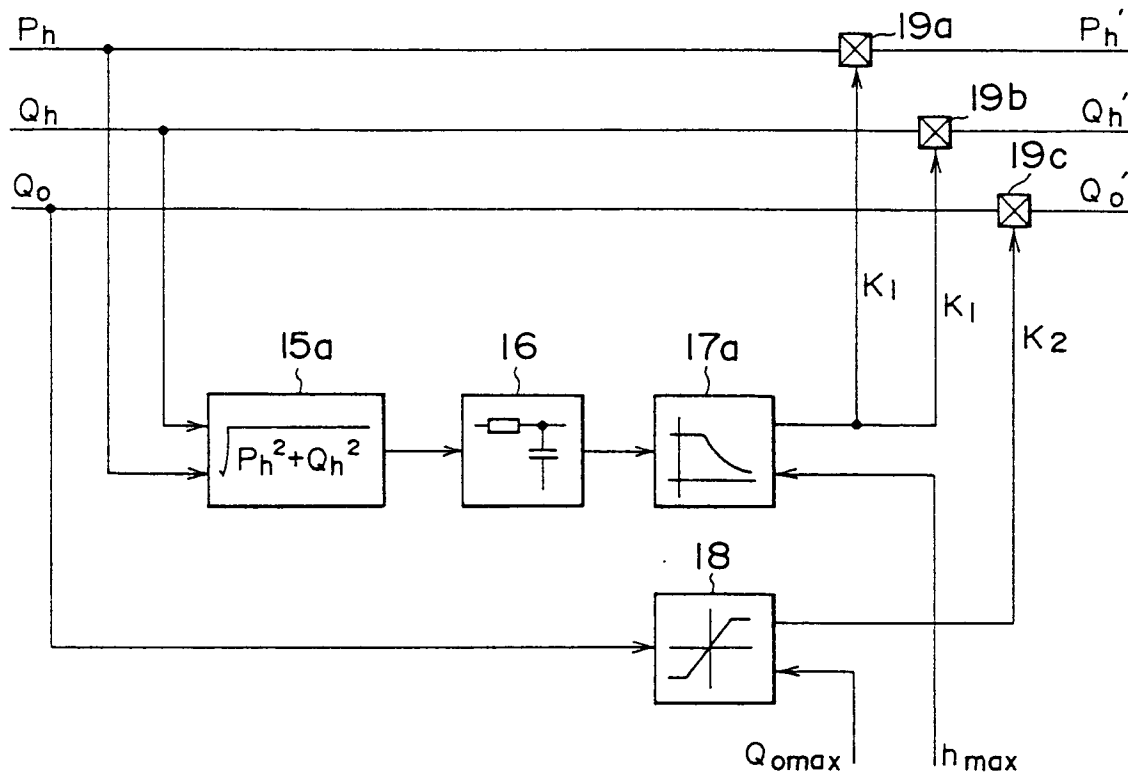 Ph 19a Ph′
Qh 19b Qh′
Qo 19c Qo′
K1 K1 K2
15a 16 17a
√Ph²+Qh²
18
Qomax hmax